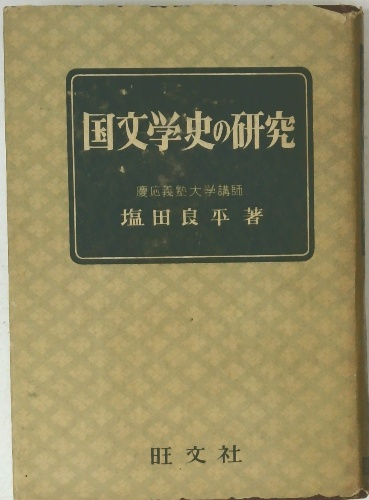 国文学史の研究
慶応義塾大学講師
塩田良平著
旺文社